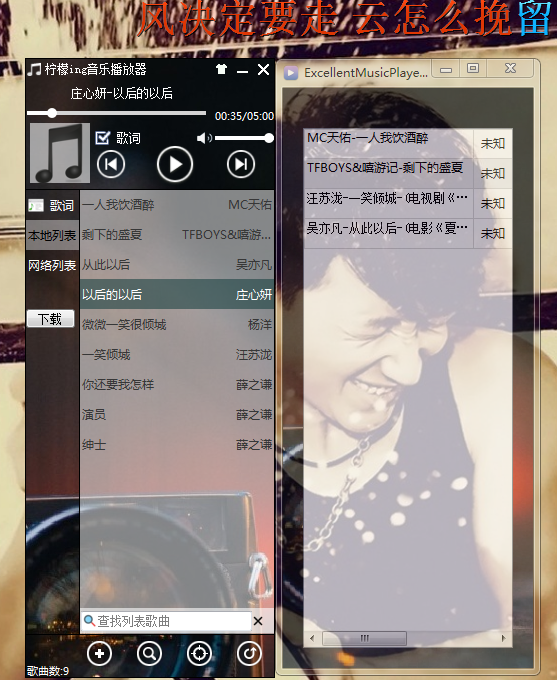 风决定要走 云怎么挽留
柠檬ing音乐播放器
庄心妍-以后的以后
00:35/05:00
歌词
歌词
本地列表
网络列表
下载
一人我饮酒醉 MC天佑
剩下的盛夏 TFBOYS&嘻游...
从此以后 吴亦凡
以后的以后 庄心妍
微微一笑很倾城 杨洋
一笑倾城 汪苏泷
你还要我怎样 薛之谦
演员 薛之谦
绅士 薛之谦
查找列表歌曲
歌曲数:9
ExcellentMusicPlaye...
MC天佑-一人我饮酒醉 未知
TFBOYS&嘻游记-剩下的盛夏 未知
汪苏泷-一笑倾城-(电视剧《... 未知
吴亦凡-从此以后-(电影《夏... 未知